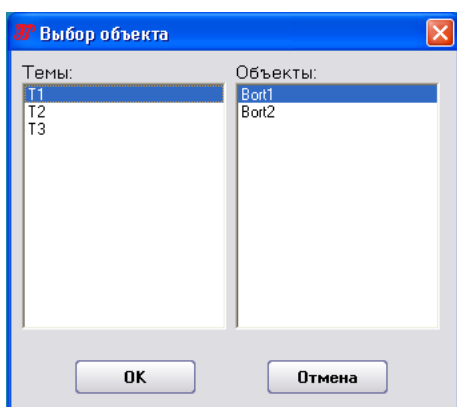 Выбор объекта
Темы:
T1
T2
T3
Объекты:
Bort1
Bort2
OK
Отмена